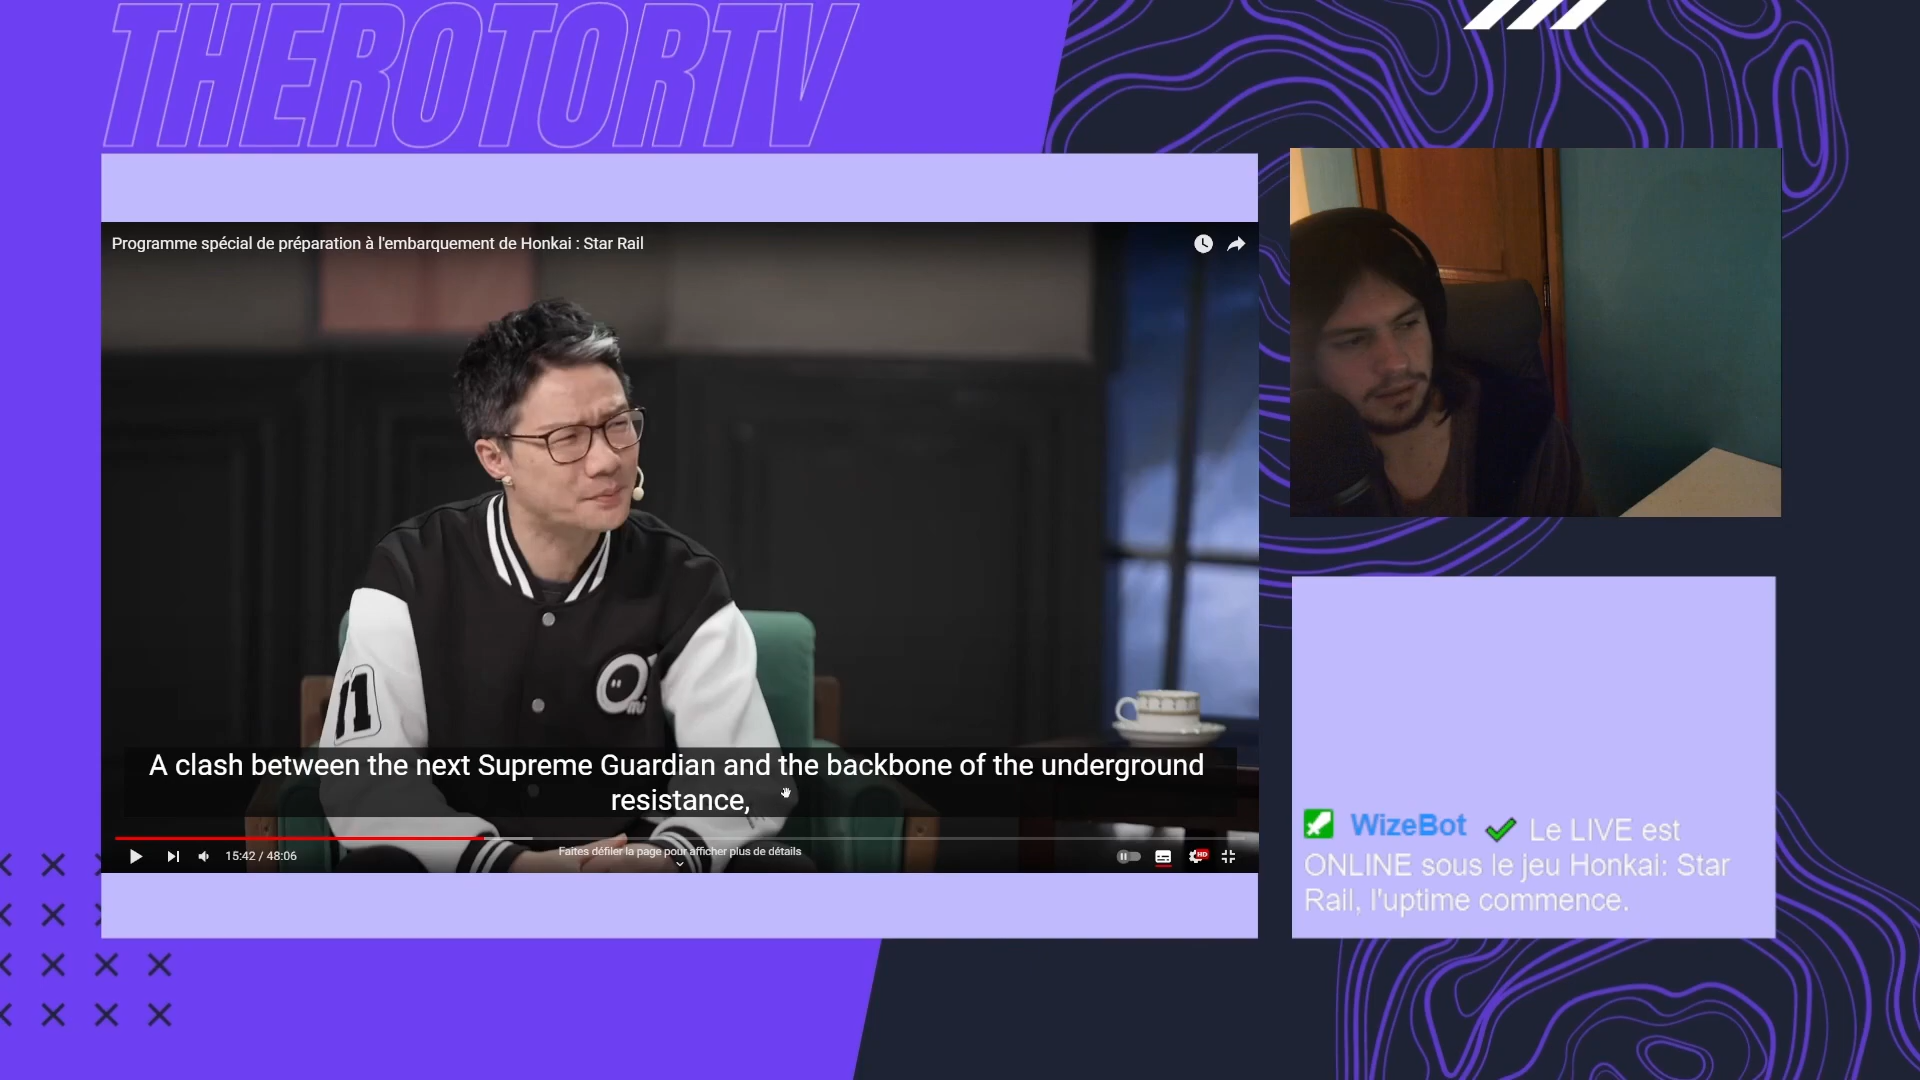 THEROTORTV
Programme spécial de préparation à l'embarquement de Honkai : Star Rail
11
A clash between the next Supreme Guardian and the backbone of the underground
resistance,
Faites défiler la page pour afficher plus de détails
15:42 / 48:06
HD
WizeBot Le LIVE est
ONLINE sous le jeu Honkai: Star
Rail, l'uptime commence.